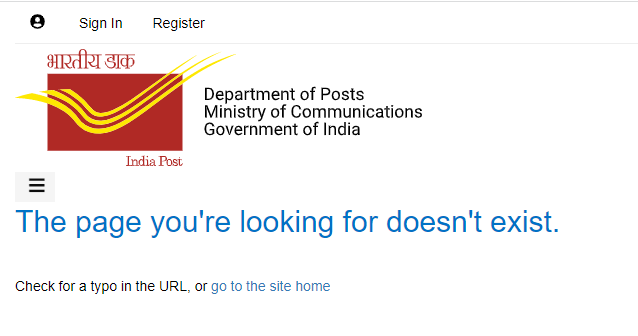 Sign In Register
भारतीय डाक
Department of Posts
Ministry of Communications
Government of India
India Post
The page you're looking for doesn't exist.
Check for a typo in the URL, or go to the site home